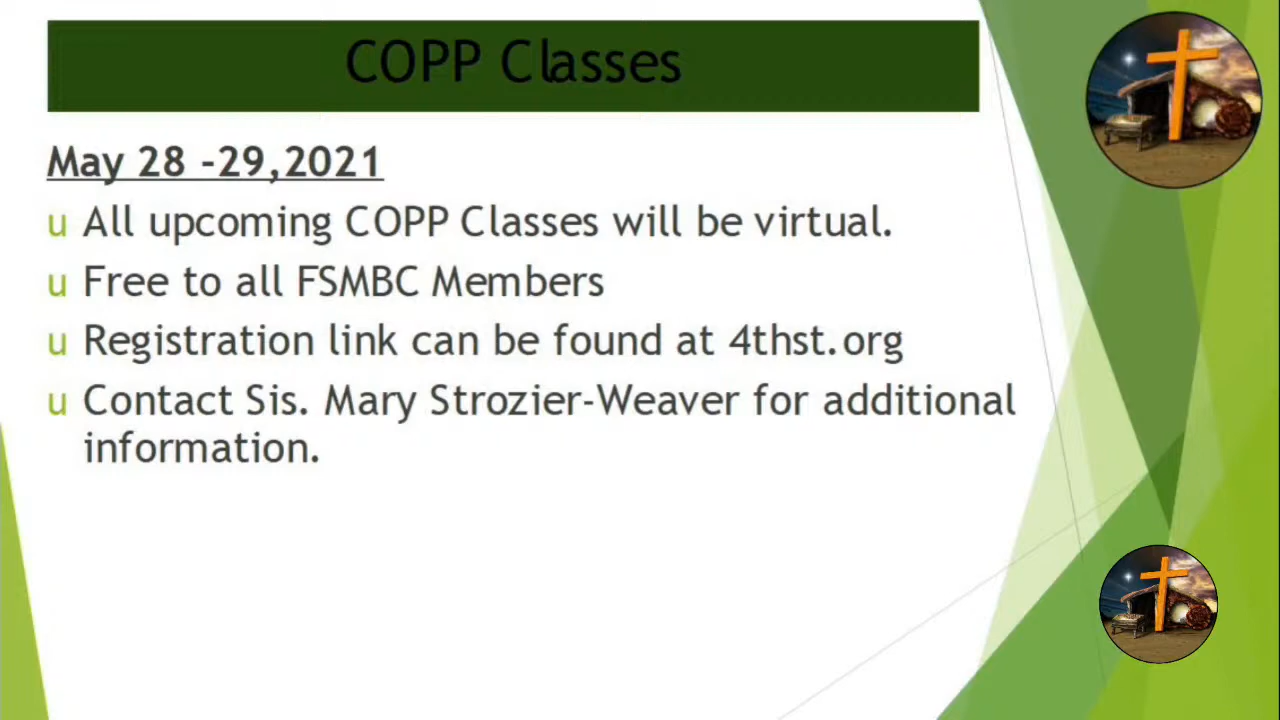 COPP Classes
May 28 -29,2021
u All upcoming COPP Classes will be virtual.
u Free to all FSMBC Members
u Registration link can be found at 4thst.org
u Contact Sis. Mary Strozier-Weaver for additional
information.